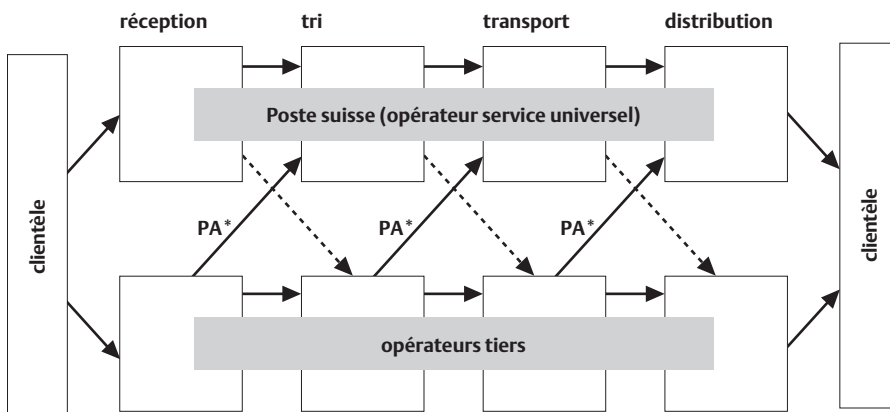 réception
tri
transport
distribution
Poste suisse (opérateur service universel)
clientèle
PA*
PA*
PA*
clientèle
opérateurs tiers